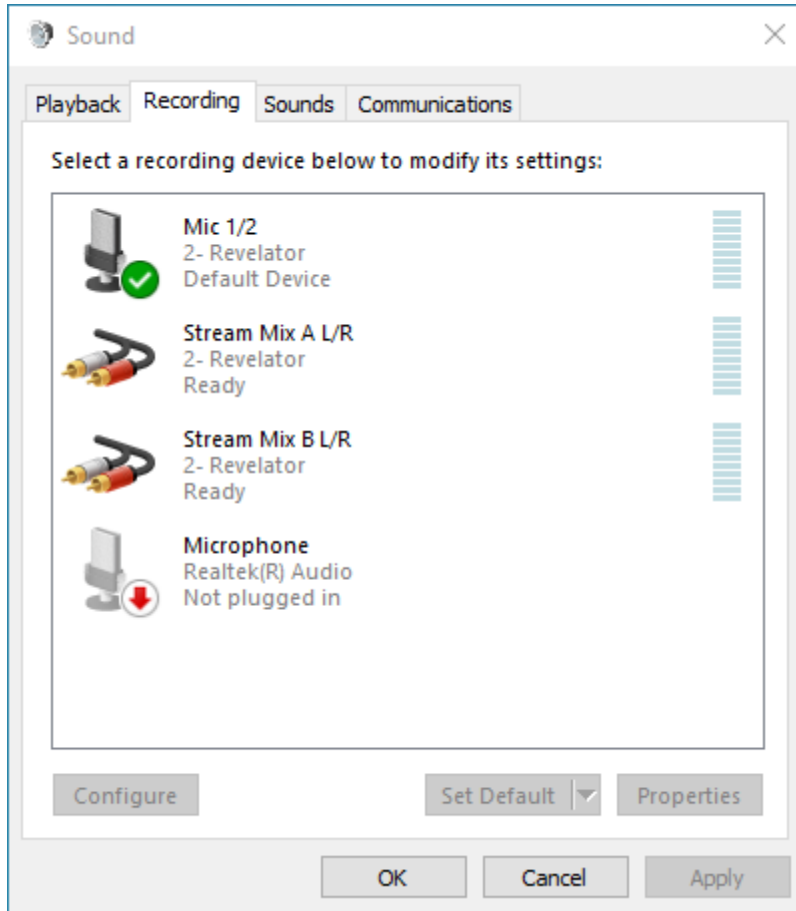 Sound
Playback Recording Sounds Communications
Select a recording device below to modify its settings:
Mic 1/2
2- Revelator
Default Device
Stream Mix A L/R
2- Revelator
Ready
Stream Mix B L/R
2- Revelator
Ready
Microphone
Realtek(R) Audio
Not plugged in
Configure Set Default Properties
OK Cancel Apply